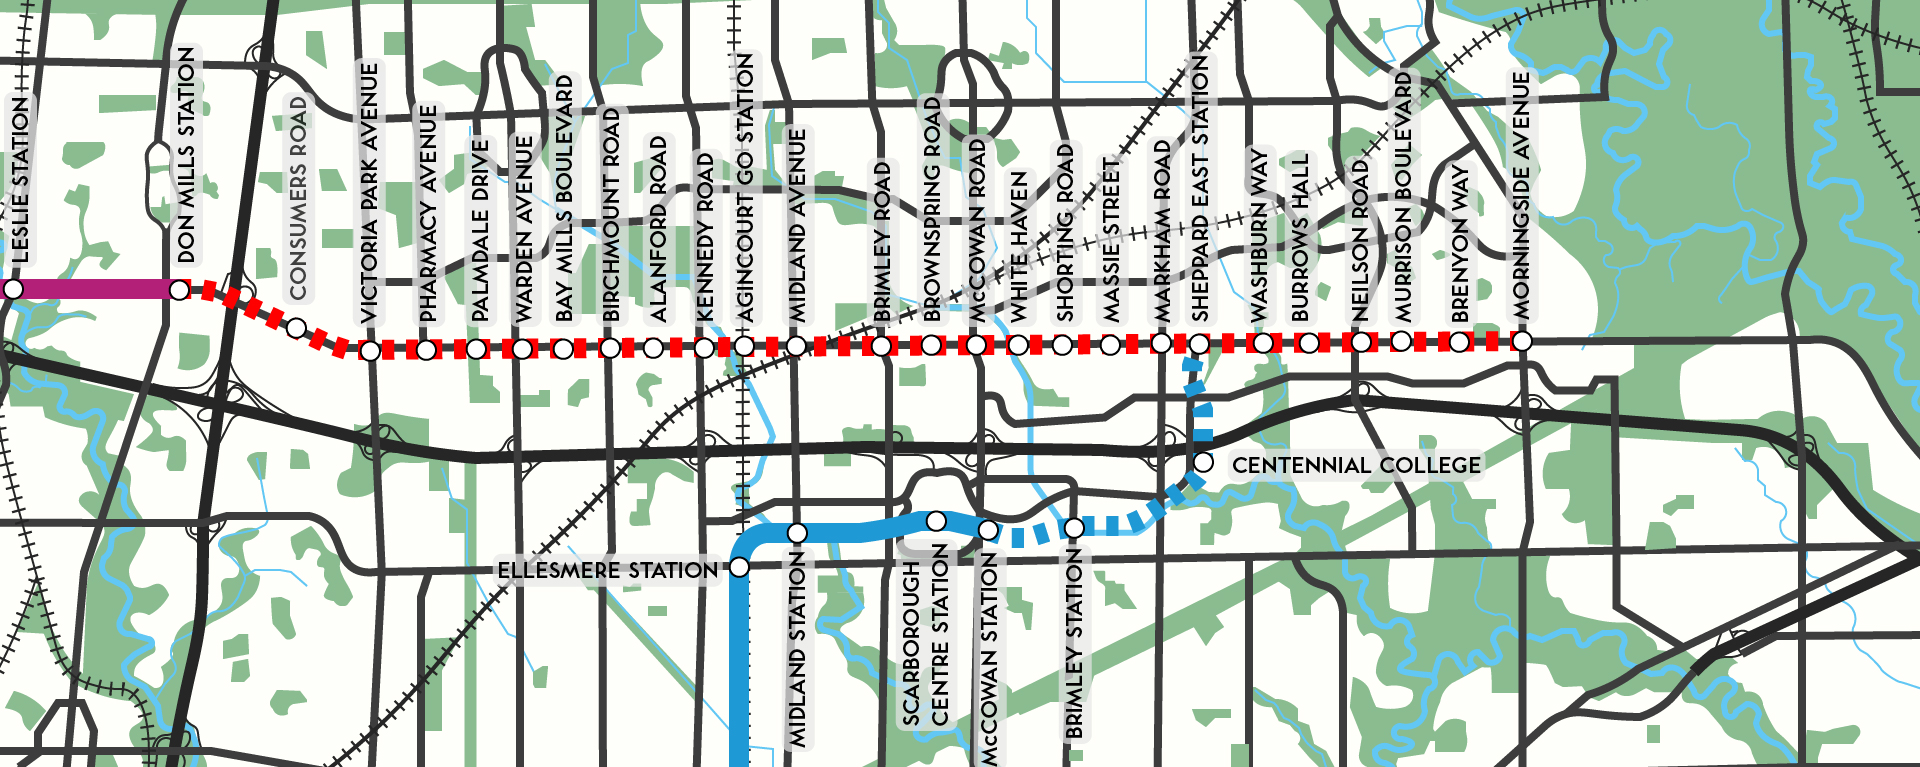 LESLIE STATION
DON MILLS STATION
CONSUMERS ROAD
VICTORIA PARK AVENUE
PHARMACY AVENUE
PALMDALE DRIVE
WARDEN AVENUE
BAY MILLS BOULEVARD
BIRCHMOUNT ROAD
ALANFORD ROAD
KENNEDY ROAD
AGINCOURT GO STATION
MIDLAND AVENUE
BRIMLEY ROAD
BROWNSPRING ROAD
McCOWAN ROAD
WHITE HAVEN
SHORTING ROAD
MASSIE STREET
MARKHAM ROAD
SHEPPARD EAST STATION
WASHBURN WAY
BURROWS HALL
NEILSON ROAD
MURRISON BOULEVARD
BRENYON WAY
MORNINGSIDE AVENUE
CENTENNIAL COLLEGE
ELLESMERE STATION
MIDLAND STATION
SCARBOROUGH
CENTRE STATION
McCOWAN STATION
BRIMLEY STATION